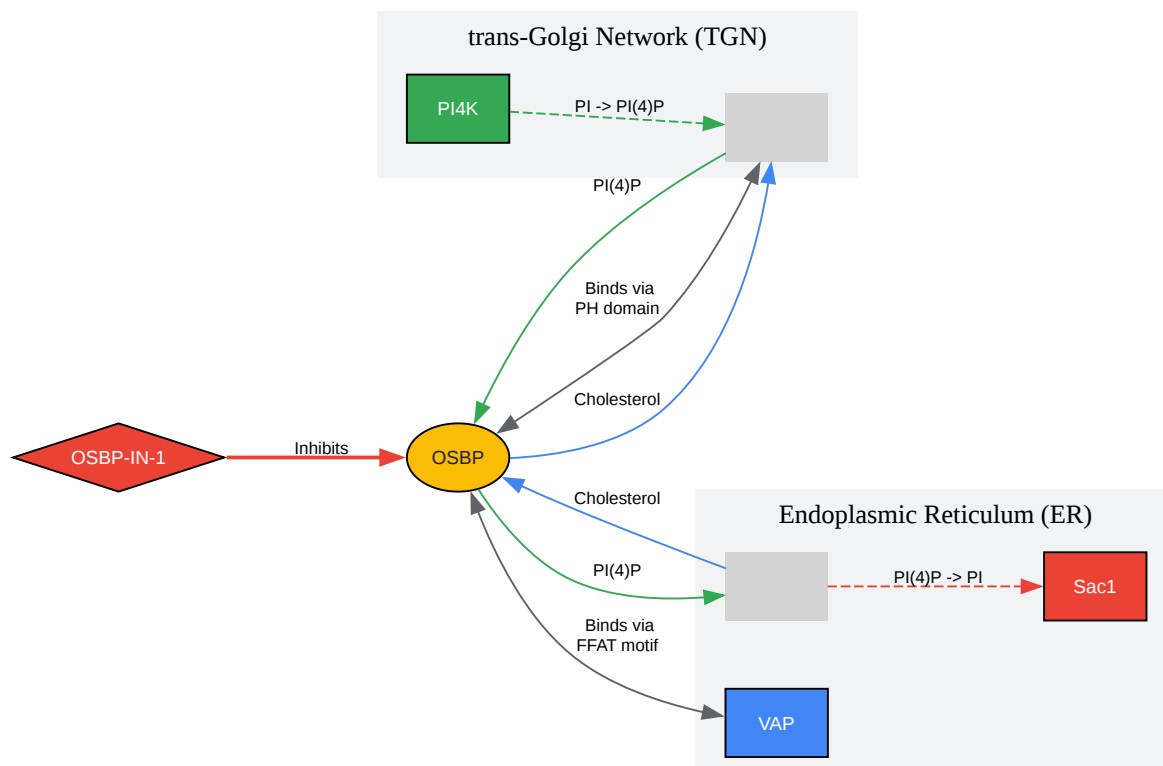 trans-Golgi Network (TGN)
PI4K
PI -> PI(4)P
PI(4)P
Binds via
PH domain
Cholesterol
OSBP-IN-1
Inhibits
OSBP
Cholesterol
Endoplasmic Reticulum (ER)
PI(4)P
PI(4)P -> PI
Sac1
Binds via
FFAT motif
VAP